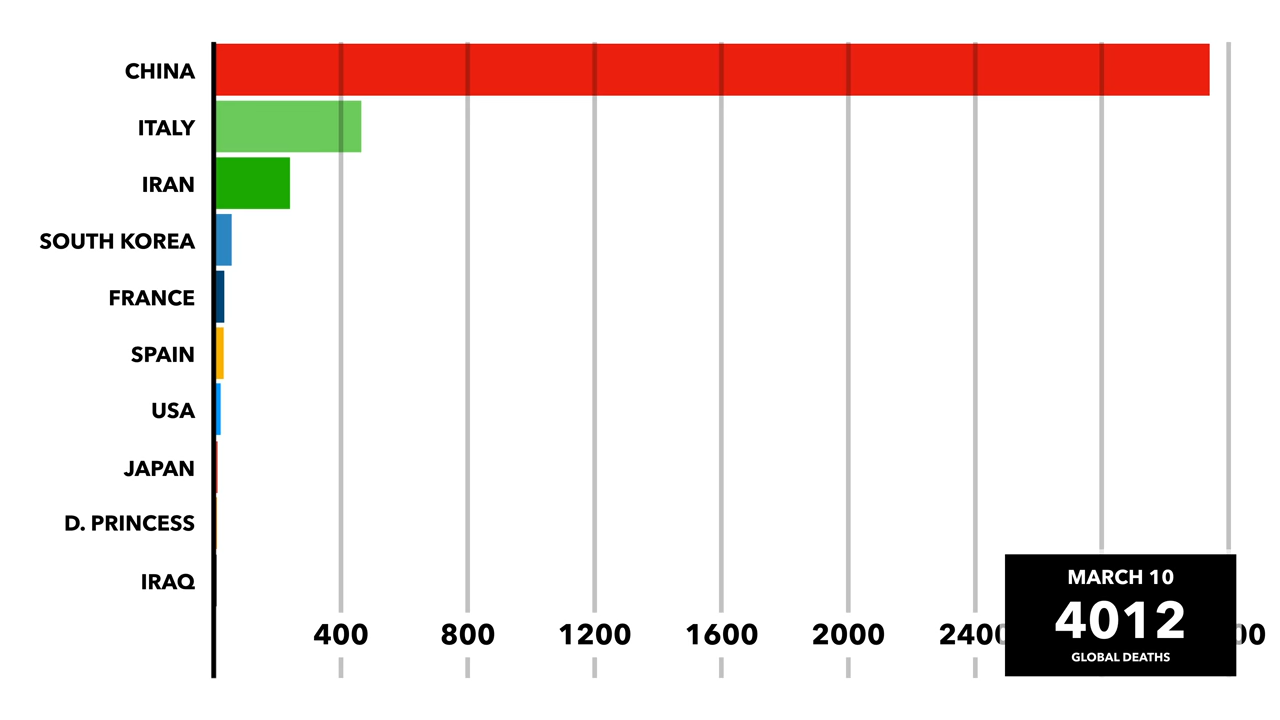 CHINA
ITALY
IRAN
SOUTH KOREA
FRANCE
SPAIN
USA
JAPAN
D. PRINCESS
IRAQ
400 800 1200 1600 2000 2400
MARCH 10
4012
GLOBAL DEATHS